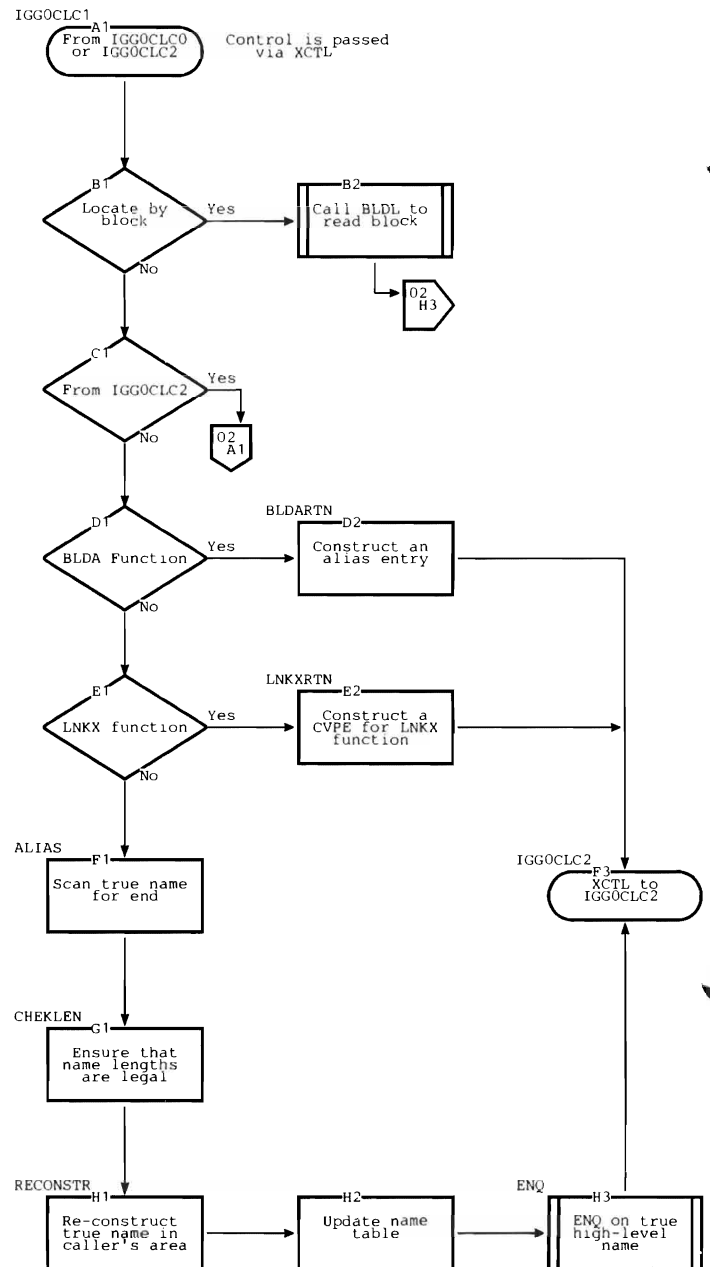 IGG0CLC1
A1
From IGG0CLC0
or IGG0CLC2
Control is passed
via XCTL
B1
Locate by
block
Yes
No
B2
Call BLDL to
read block
02
H3
C1
From IGG0CLC2
Yes
No
02
A1
D1
BLDA Function
Yes
No
BLDARTN
D2
Construct an
alias entry
E1
LNKX function
Yes
No
LNKXRTN
E2
Construct a
CVPE for LNKX
function
ALIAS
F1
Scan true name
for end
IGG0CLC2
F3
XCTL to
IGG0CLC2
CHEKLEN
G1
Ensure that
name lengths
are legal
RECONSTR
H1
Re-construct
true name in
caller's area
H2
Update name
table
ENQ
H3
ENQ on true
high-level
name